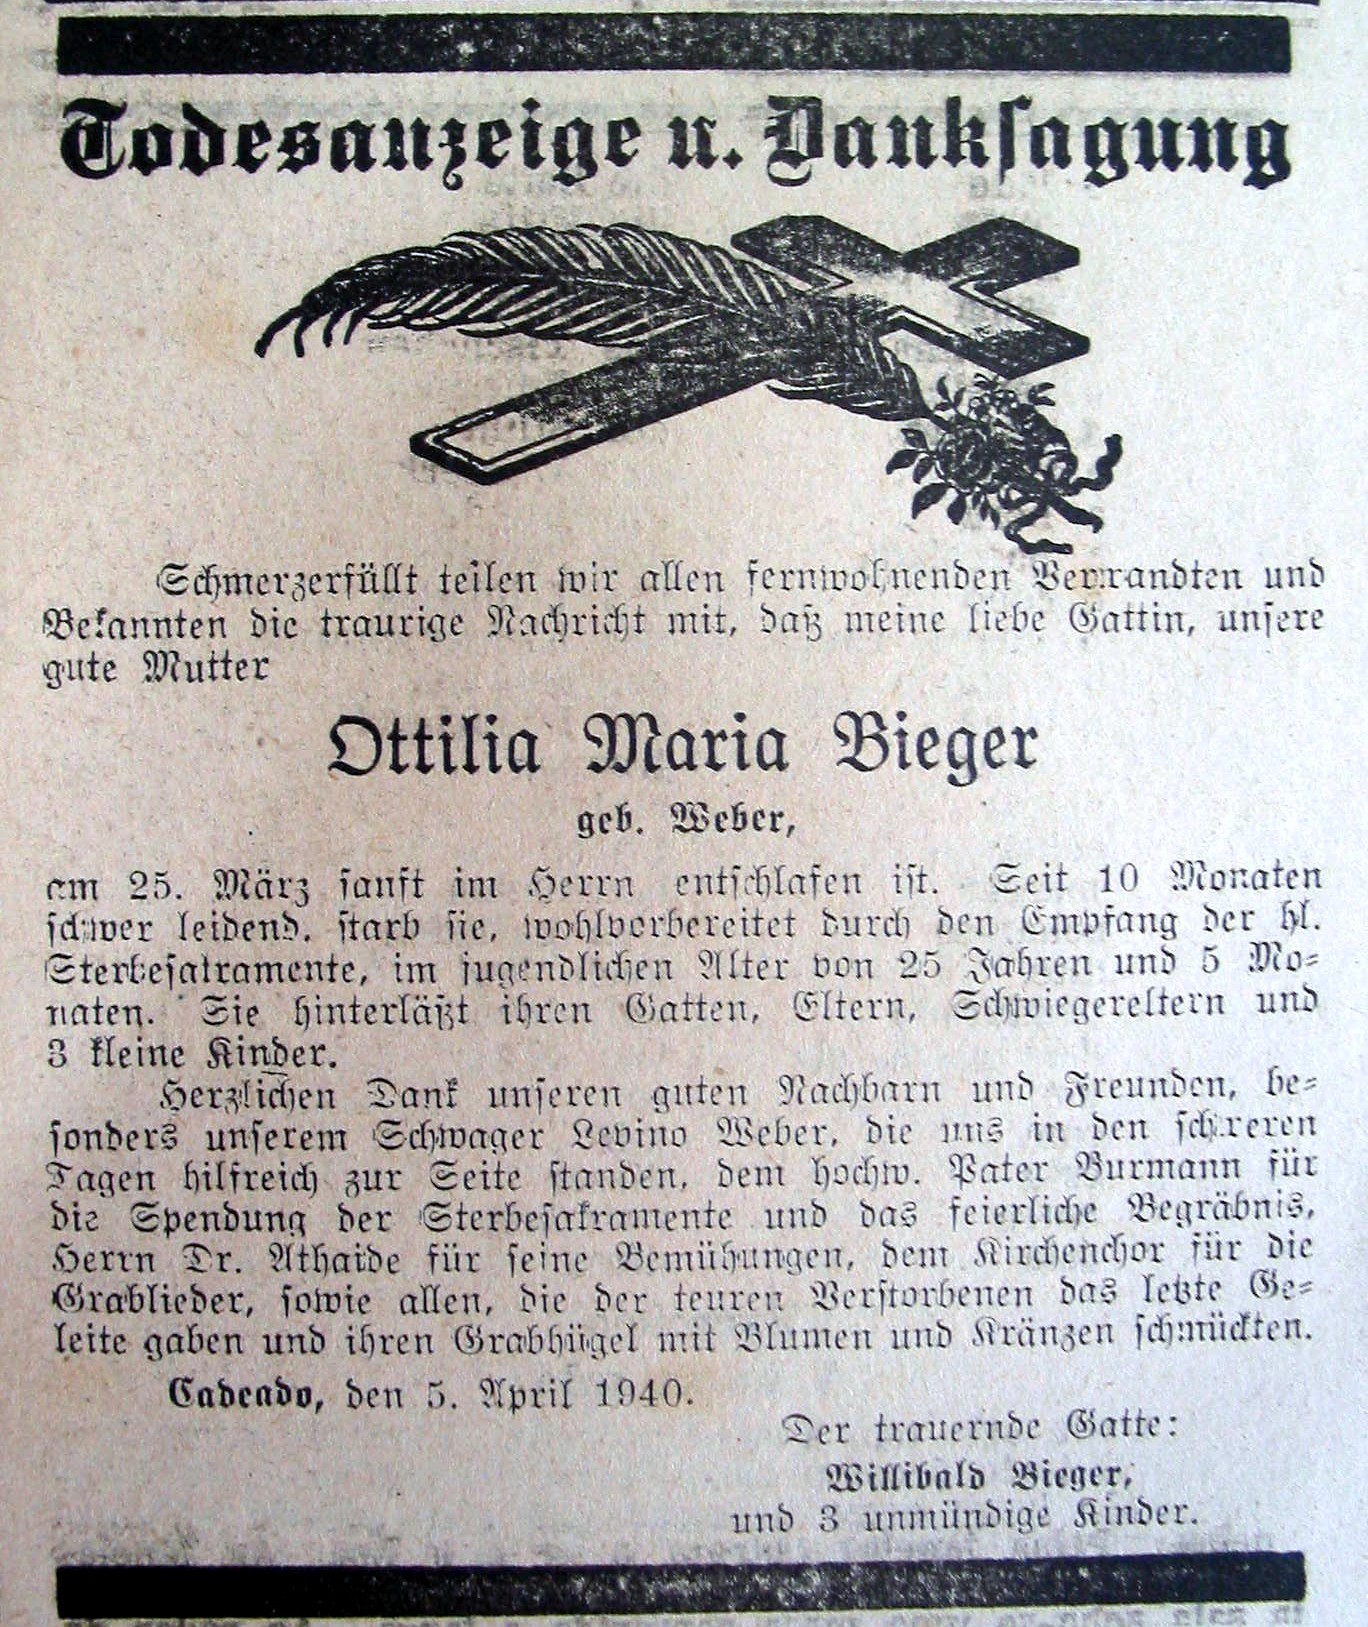 Todesanzeige u. Danksagung
Schmerzerfüllt teilen wir allen fernwohnenden Verwandten und
Bekannten die traurige Nachricht mit, daß meine liebe Gattin, unsere
gute Mutter
Ottilia Maria Bieger
geb. Weber,
am 25. März sanft im Herrn entschlafen ist. Seit 10 Monaten
schwer leidend, starb sie, wohlvorbereitet durch den Empfang der hl.
Sterbesakramente, im jugendlichen Alter von 25 Jahren und 5 Mo-
naten. Sie hinterläßt ihren Gatten, Eltern, Schwiegereltern und
3 kleine Kinder.
Herzlichen Dank unseren guten Nachbarn und Freunden, be-
sonders unserem Schwager Levino Weber, die uns in den schweren
Tagen hilfreich zur Seite standen, dem hochw. Pater Burmann für
die Spendung der Sterbesakramente und das feierliche Begräbnis,
Herrn Dr. Athaide für seine Bemühungen, dem Kirchenchor für die
Grablieder, sowie allen, die der teuren Verstorbenen das letzte Ge-
leite gaben und ihren Grabhügel mit Blumen und Kränzen schmückten.
Cadeado, den 5. April 1940.
Der trauernde Gatte:
Willibald Bieger,
und 3 unmündige Kinder.